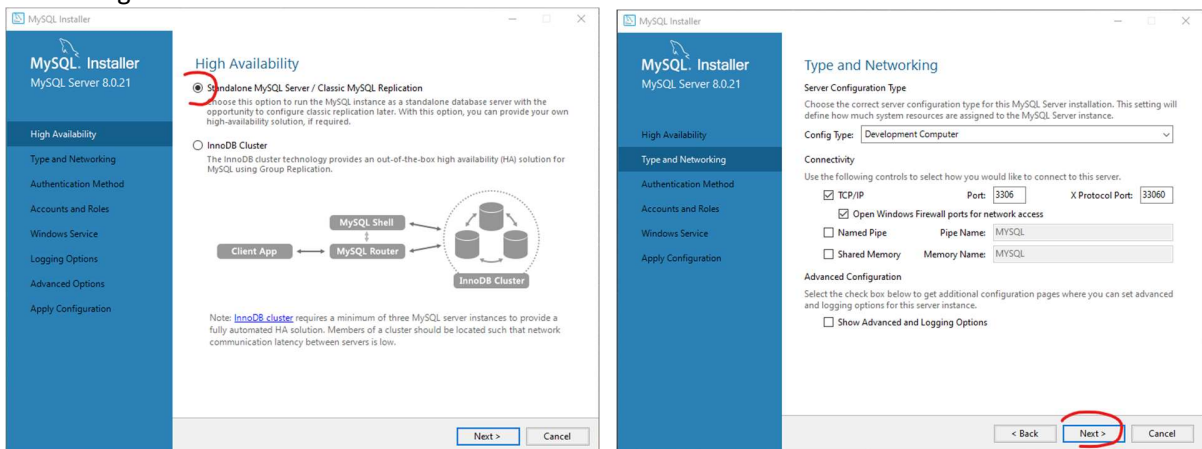 MySQL Installer
MySQL. Installer
MySQL Server 8.0.21
High Availability
Type and Networking
Authentication Method
Accounts and Roles
Windows Service
Logging Options
Advanced Options
Apply Configuration
High Availability
Standalone MySQL Server / Classic MySQL Replication
Choose this option to run the MySQL instance as a standalone database server with the
opportunity to configure classic replication later. With this option, you can provide your own
high-availability solution, if required.
InnoDB Cluster
The InnoDB cluster technology provides an out-of-the-box high availability (HA) solution for
MySQL using Group Replication.
MySQL Shell
Client App
MySQL Router
InnoDB Cluster
Note: InnoDB cluster requires a minimum of three MySQL server instances to provide a
fully automated HA solution. Members of a cluster should be located such that network
communication latency between servers is low.
Next >
Cancel
MySQL Installer
MySQL. Installer
MySQL Server 8.0.21
High Availability
Type and Networking
Authentication Method
Accounts and Roles
Windows Service
Apply Configuration
Type and Networking
Server Configuration Type
Choose the correct server configuration type for this MySQL Server installation. This setting will
define how much system resources are assigned to the MySQL Server instance.
Config Type: Development Computer
Connectivity
Use the following controls to select how you would like to connect to this server.
TCP/IP Port: 3306 X Protocol Port: 33060
Open Windows Firewall ports for network access
Named Pipe Pipe Name: MYSQL
Shared Memory Memory Name: MYSQL
Advanced Configuration
Select the check box below to get additional configuration pages where you can set advanced
and logging options for this server instance.
Show Advanced and Logging Options
< Back
Next >
Cancel